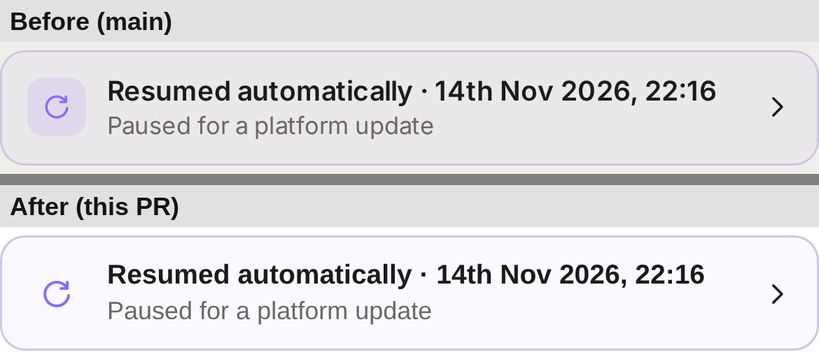 Before (main)
Resumed automatically · 14th Nov 2026, 22:16
Paused for a platform update
After (this PR)
Resumed automatically · 14th Nov 2026, 22:16
Paused for a platform update